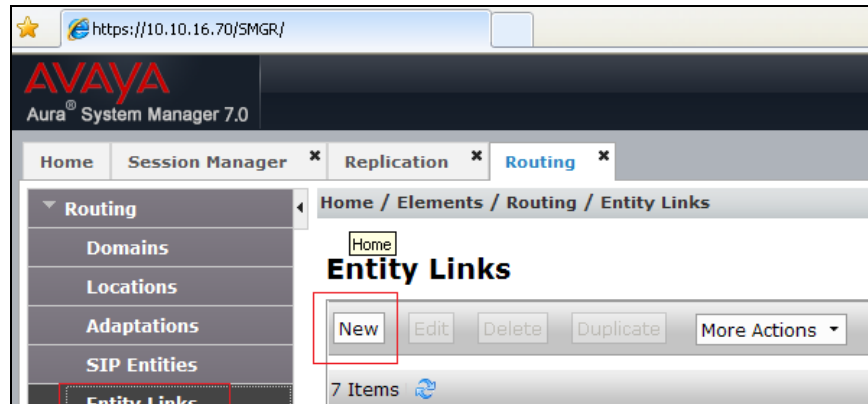 https://10.10.16.70/SMGR/
AVAYA
Aura® System Manager 7.0
Home Session Manager × Replication × Routing ×
Routing
Domains
Locations
Adaptations
SIP Entities
Entity Links
Home / Elements / Routing / Entity Links
Home
Entity Links
New Edit Delete Duplicate More Actions
7 Items